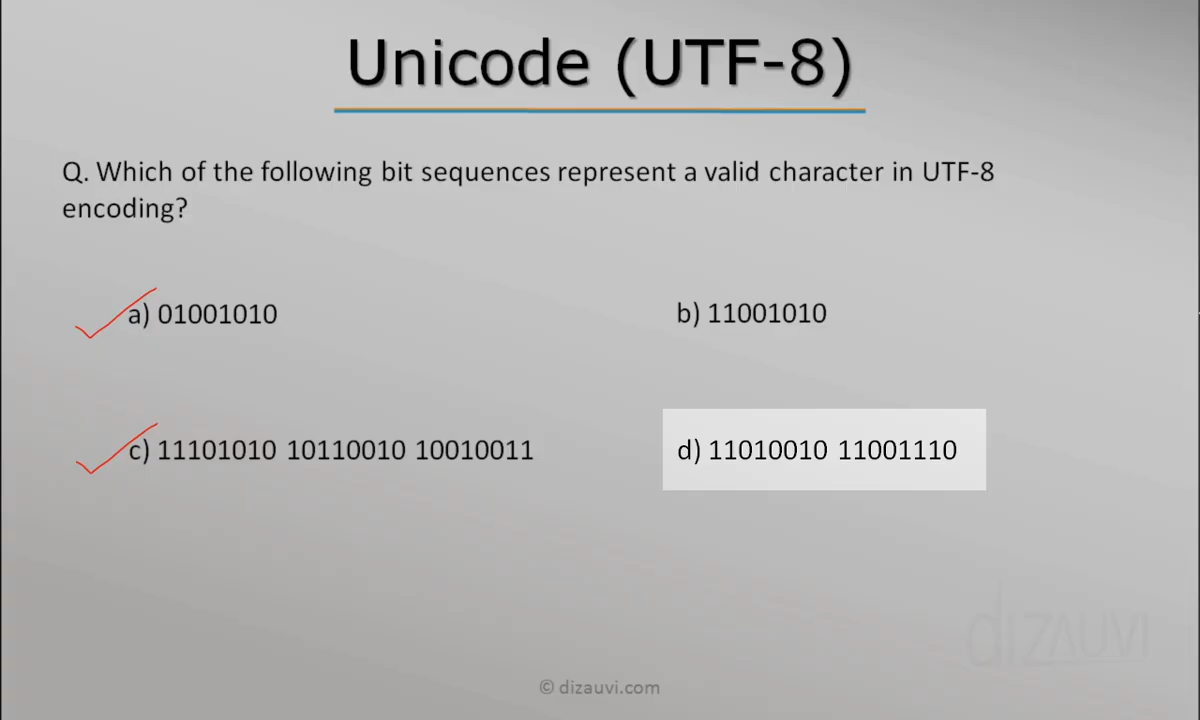 Unicode (UTF-8)
Q. Which of the following bit sequences represent a valid character in UTF-8
encoding?
a) 01001010
b) 11001010
c) 11101010 10110010 10010011
d) 11010010 11001110
dizauvi
© dizauvi.com